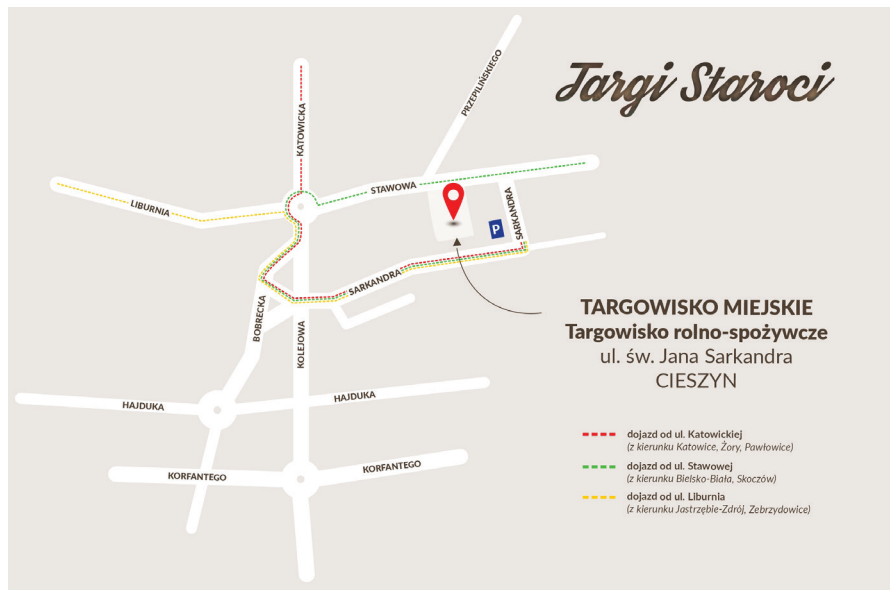 Targi Staroci
PRZEPILIŃSKIEGO
KATOWICKA
STAWOWA
LIBURNIA
SARKANDRA
P
SARKANDRA
BOBRECKA
KOLEJOWA
HAJDUKA
HAJDUKA
KORFANTEGO
KORFANTEGO
TARGOWISKO MIEJSKIE
Targowisko rolno-spożywcze
ul. św. Jana Sarkandra
CIESZYN
dojazd od ul. Katowickiej
(z kierunku Katowice, Żory, Pawłowice)
dojazd od ul. Stawowej
(z kierunku Bielsko-Biała, Skoczów)
dojazd od ul. Liburnia
(z kierunku Jastrzębie-Zdrój, Zebrzydowice)